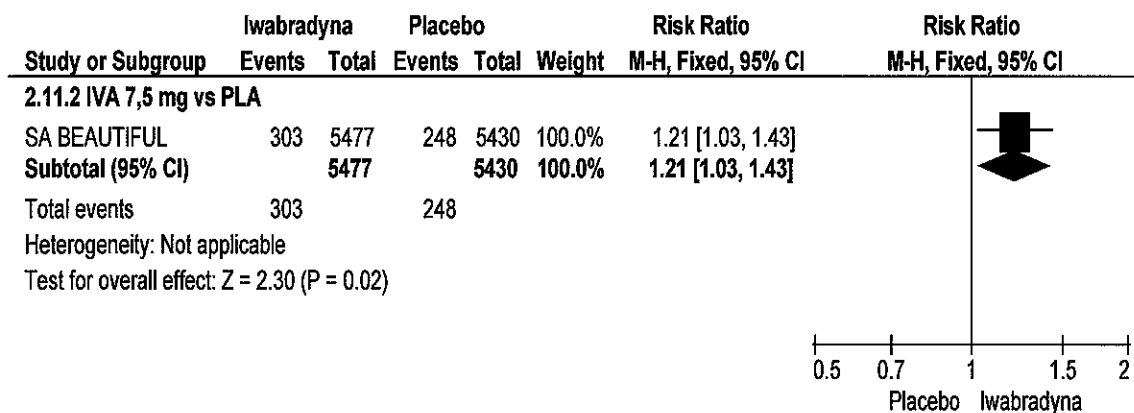 Iwabradyna Placebo Risk Ratio Risk Ratio
Study or Subgroup Events Total Events Total Weight M-H, Fixed, 95% CI M-H, Fixed, 95% CI
2.11.2 IVA 7,5 mg vs PLA
SA BEAUTIFUL 303 5477 248 5430 100.0% 1.21 [1.03, 1.43]
Subtotal (95% CI) 5477 5430 100.0% 1.21 [1.03, 1.43]
Total events 303 248
Heterogeneity: Not applicable
Test for overall effect: Z = 2.30 (P = 0.02)
0.5 0.7 1 1.5 2
Placebo Iwabradyna